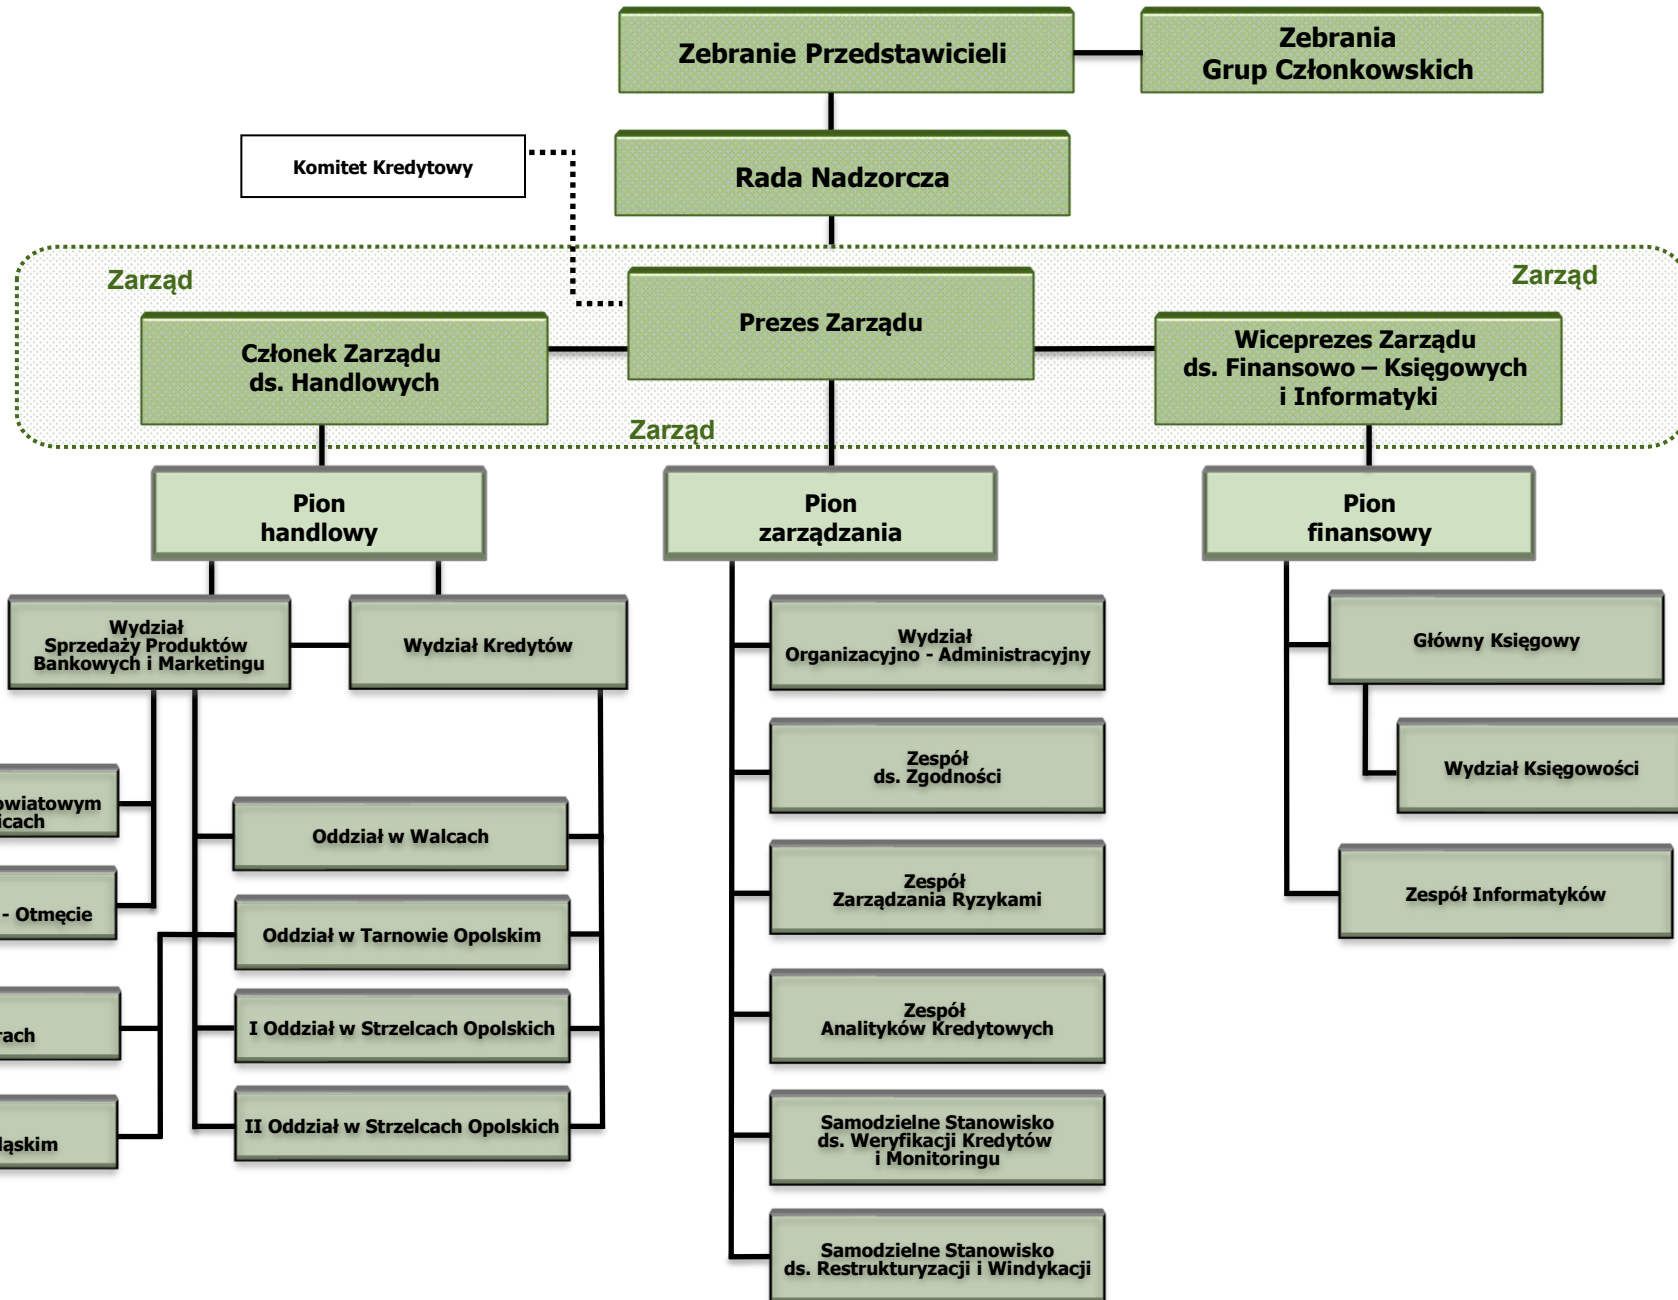 Zebranie Przedstawicieli
Zebrania
Grup Członkowskich
Komitet Kredytowy
Rada Nadzorcza
Zarząd
Zarząd
Prezes Zarządu
Członek Zarządu
ds. Handlowych
Wiceprezes Zarządu
ds. Finansowo – Księgowych
i Informatyki
Zarząd
Pion
handlowy
Pion
zarządzania
Pion
finansowy
Wydział
Sprzedaży Produktów
Bankowych i Marketingu
Wydział Kredytów
Wydział
Organizacyjno - Administracyjny
Główny Księgowy
Zespół
ds. Zgodności
Wydział Księgowości
Oddział w Walcach
Zespół
Zarządzania Ryzykami
Zespół Informatyków
- Otmęcie
Oddział w Tarnowie Opolskim
I Oddział w Strzelcach Opolskich
Zespół
Analityków Kredytowych
II Oddział w Strzelcach Opolskich
Samodzielne Stanowisko
ds. Weryfikacji Kredytów
i Monitoringu
Samodzielne Stanowisko
ds. Restrukturyzacji i Windykacji